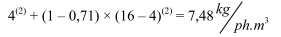 4⁽²⁾ + (1 – 0,71) × (16 – 4)⁽²⁾ = 7,48 kg/ph.m³